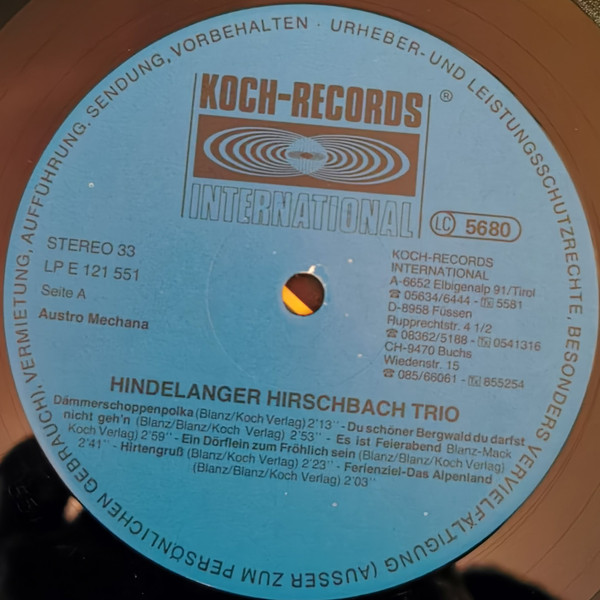 URHEBER- UND LEISTUNGSSCHUTZRECHTE, BESONDERS VERVIELFÄLTIGUNG (AUSSER ZUM PERSÖNLICHEN GEBRAUCH), VERMIETUNG, AUFFÜHRUNG, SENDUNG, VORBEHALTEN ·
KOCH-RECORDS
®
INTERNATIONAL
LC 5680
STEREO 33
LP E 121 551
Seite A
Austro Mechana
KOCH-RECORDS
INTERNATIONAL
A-6652 Elbigenalp 91/Tirol
☎ 05634/6444 - Tx 5581
D-8958 Füssen
Rupprechtstr. 4 1/2
☎ 08362/5188 - Tx 0541316
CH-9470 Buchs
Wiedenstr. 15
☎ 085/66061 - Tx 855254
HINDELANGER HIRSCHBACH TRIO
Dämmerschoppenpolka (Blanz/Koch Verlag) 2'13'' - Du schöner Bergwald du darfst
nicht geh'n (Blanz/Blanz/Koch Verlag) 2'53'' - Es ist Feierabend Blanz-Mack
Koch Verlag) 2'59'' - Ein Dörflein zum Fröhlich sein (Blanz/Blanz/Koch Verlag)
2'41'' - Hirtengruß (Blanz/Koch Verlag) 2'23'' - Ferienziel-Das Alpenland
(Blanz/Blanz/Koch Verlag) 2'03''